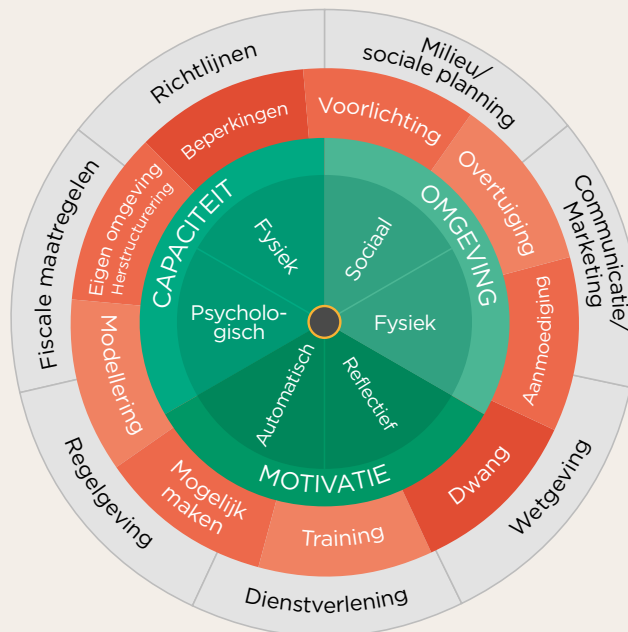 Richtlijnen
Milieu/
sociale planning
Communicatie/
Marketing
Wetgeving
Dienstverlening
Regelgeving
Fiscale maatregelen
Beperkingen
Voorlichting
Overtuiging
Aanmoediging
Dwang
Training
Mogelijk
maken
Modellering
Eigen omgeving
Herstructurering
CAPACITEIT
OMGEVING
MOTIVATIE
Fysiek
Sociaal
Fysiek
Reflectief
Automatisch
Psycholo-
gisch